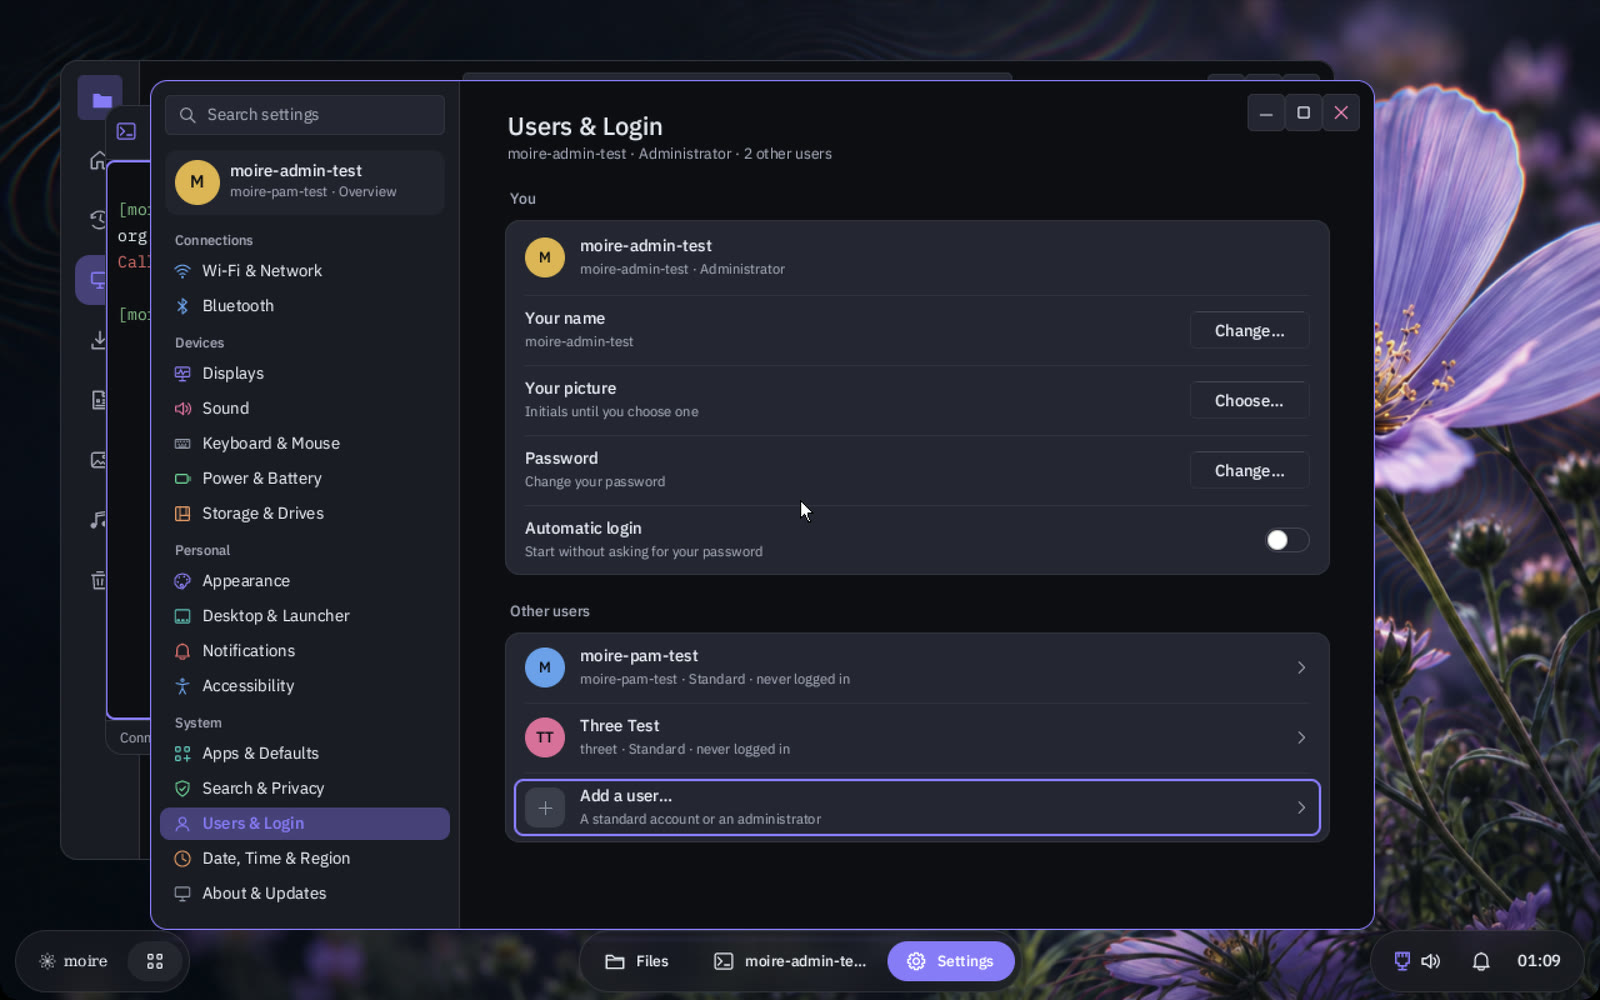 Search settings
moire-admin-test
moire-pam-test · Overview
Connections
Wi-Fi & Network
Bluetooth
Devices
Displays
Sound
Keyboard & Mouse
Power & Battery
Storage & Drives
Personal
Appearance
Desktop & Launcher
Notifications
Accessibility
System
Apps & Defaults
Search & Privacy
Users & Login
Date, Time & Region
About & Updates
Users & Login
moire-admin-test · Administrator · 2 other users
You
M
moire-admin-test
moire-admin-test · Administrator
Your name
moire-admin-test
Change...
Your picture
Initials until you choose one
Choose...
Password
Change your password
Change...
Automatic login
Start without asking for your password
Other users
M
moire-pam-test
moire-pam-test · Standard · never logged in
TT
Three Test
threet · Standard · never logged in
Add a user...
A standard account or an administrator
M
[moi
org
Call
[moi
Conn
moire
Files
moire-admin-te...
Settings
01:09